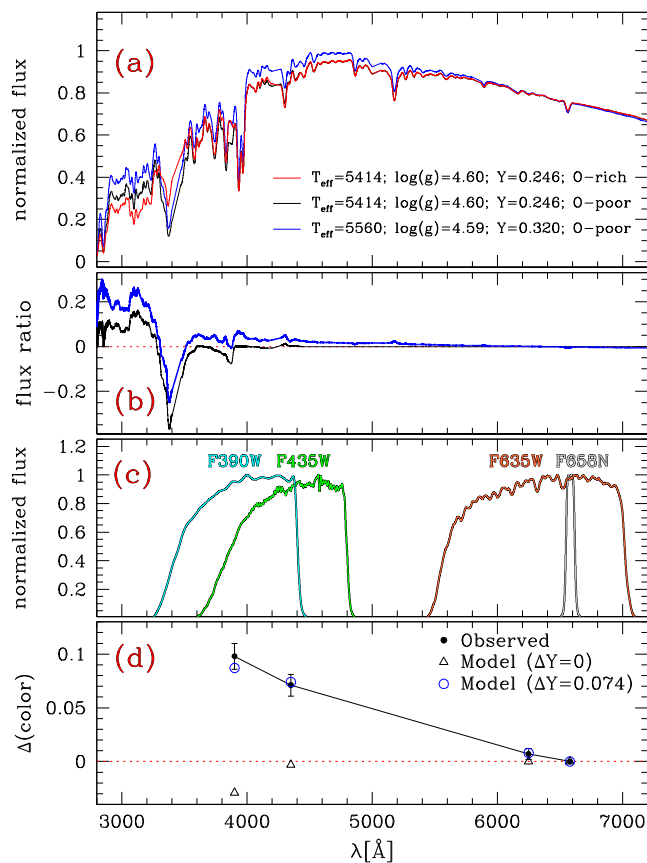 (a)
normalized flux
1
0.8
0.6
0.4
0.2
0
T_eff=5414; log(g)=4.60; Y=0.246; O-rich
T_eff=5414; log(g)=4.60; Y=0.246; O-poor
T_eff=5560; log(g)=4.59; Y=0.320; O-poor
(b)
flux ratio
0.2
0
-0.2
(c)
normalized flux
1.2
1
0.8
0.6
0.4
0.2
F390W F435W F635W F658N
(d)
Δ(color)
0.1
0.05
0
Observed
Model (ΔY=0)
Model (ΔY=0.074)
3000 4000 5000 6000 7000
λ[Å]